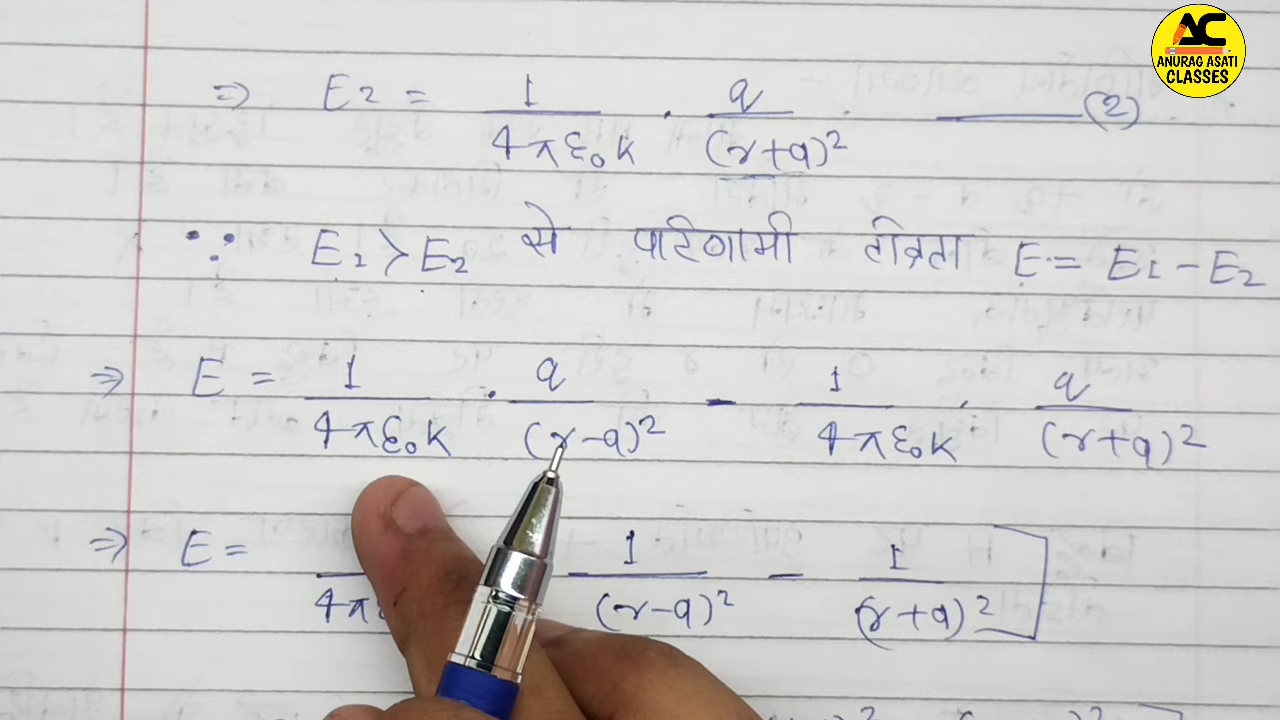 AC
ANURAG ASATI
CLASSES
⇒ E2 = 1/(4πε₀k) · q/(r+a)² ———(2)
∵ E₁ > E₂ से परिणामी तीव्रता E = E₁ - E₂
⇒ E = 1/(4πε₀k) · q/(r-a)² - 1/(4πε₀k) · q/(r+a)²
⇒ E = 1/(r-a)² - 1/(r+a)² ]